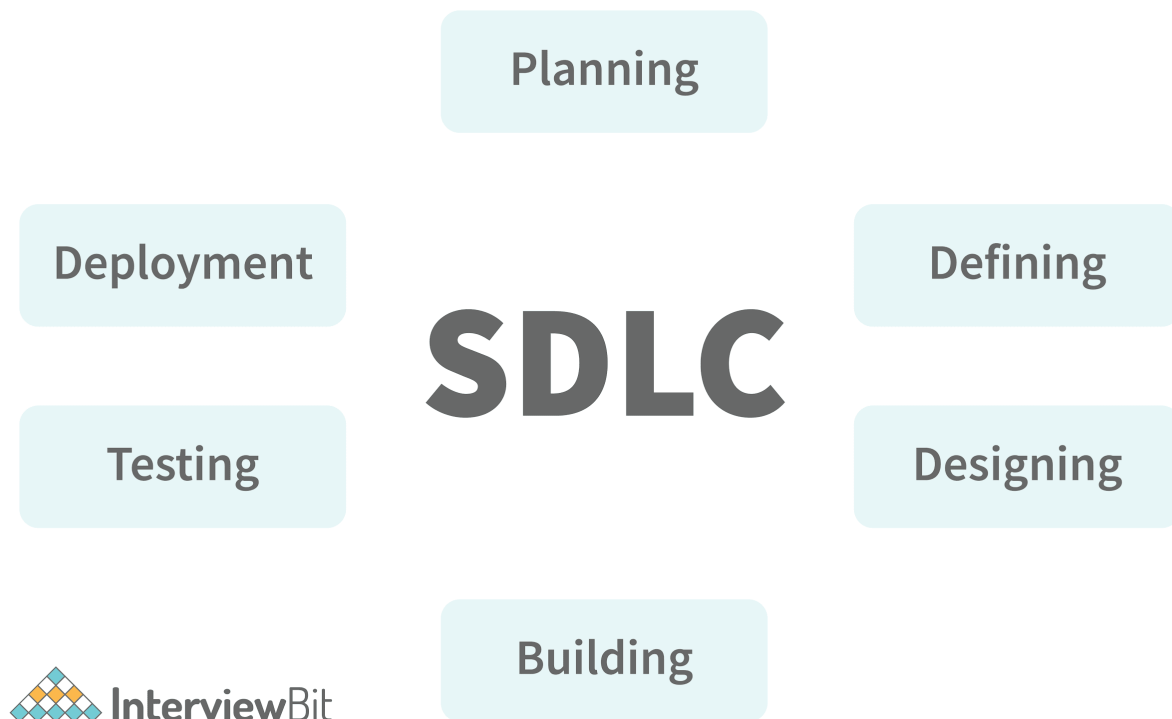 Planning
Deployment
Defining
SDLC
Testing
Designing
Building
InterviewBit